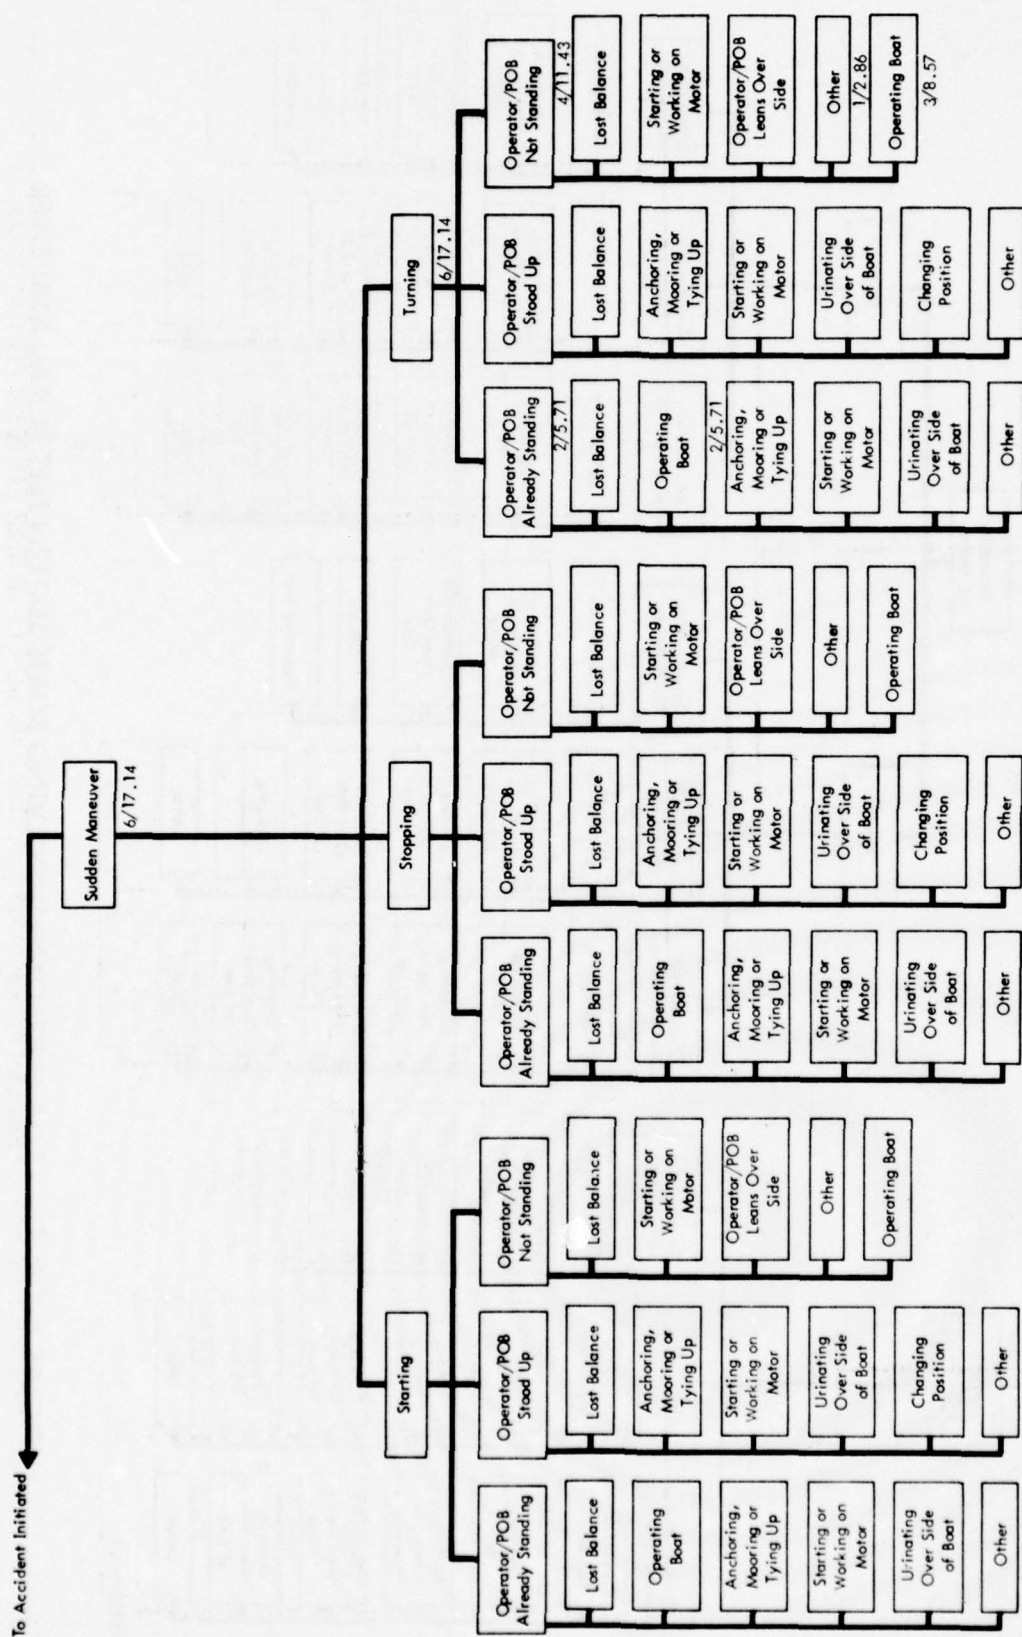 To Accident Initiated
Sudden Maneuver
6/17.14
Starting
Stopping
Turning
6/17.14
Operator/POB
Already Standing
Lost Balance
Operating
Boat
Anchoring,
Mooring or
Tying Up
Starting or
Working on
Motor
Urinating
Over Side
of Boat
Other
Operator/POB
Stood Up
Lost Balance
Anchoring,
Mooring or
Tying Up
Starting or
Working on
Motor
Urinating
Over Side
of Boat
Changing
Position
Other
Operator/POB
Not Standing
Lost Balance
Starting or
Working on
Motor
Operator/POB
Leans Over
Side
Other
Operating Boat
Operator/POB
Already Standing
Lost Balance
Operating
Boat
Anchoring,
Mooring or
Tying Up
Starting or
Working on
Motor
Urinating
Over Side
of Boat
Other
Operator/POB
Stood Up
Lost Balance
Anchoring,
Mooring or
Tying Up
Starting or
Working on
Motor
Urinating
Over Side
of Boat
Changing
Position
Other
Operator/POB
Not Standing
Lost Balance
Starting or
Working on
Motor
Operator/POB
Leans Over
Side
Other
Operating Boat
Operator/POB
Already Standing
2/5.71
Lost Balance
Operating
Boat
2/5.71
Anchoring,
Mooring or
Tying Up
Starting or
Working on
Motor
Urinating
Over Side
of Boat
Other
Operator/POB
Stood Up
Lost Balance
Anchoring,
Mooring or
Tying Up
Starting or
Working on
Motor
Urinating
Over Side
of Boat
Changing
Position
Other
Operator/POB
Not Standing
4/11.43
Lost Balance
Starting or
Working on
Motor
Operator/POB
Leans Over
Side
Other
1/2.86
Operating Boat
3/8.57